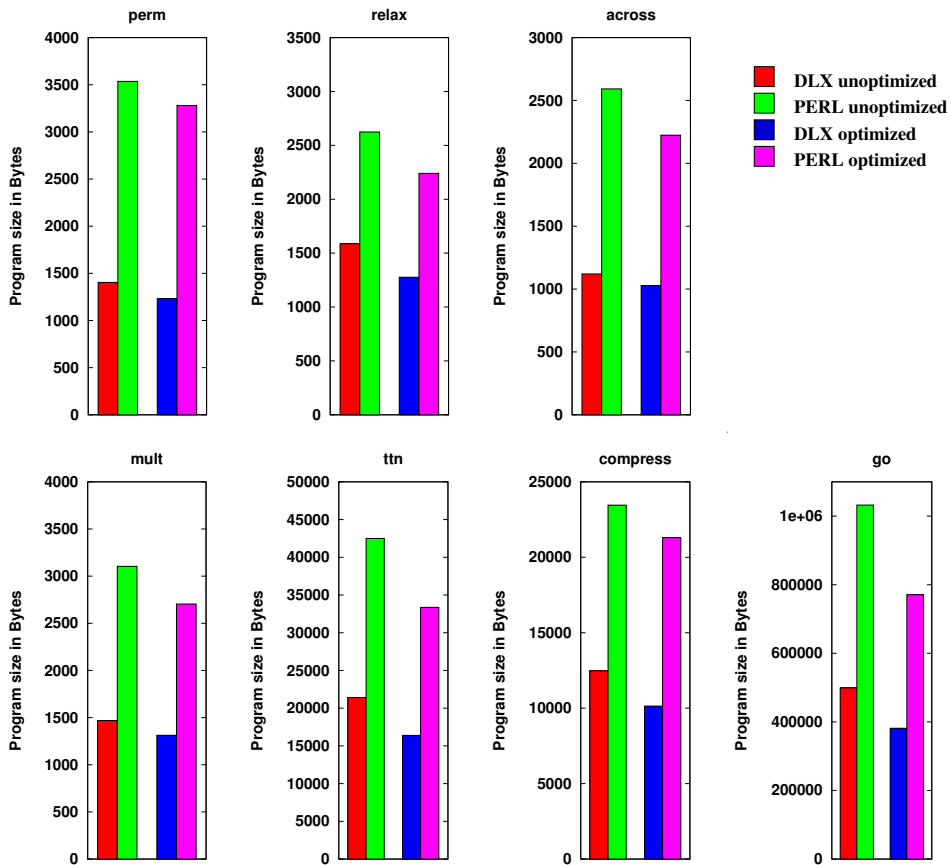 perm
4000
3500
3000
2500
2000
1500
1000
500
0
Program size in Bytes
relax
3500
3000
2500
2000
1500
1000
500
0
Program size in Bytes
across
3000
2500
2000
1500
1000
500
0
Program size in Bytes
DLX unoptimized
PERL unoptimized
DLX optimized
PERL optimized
mult
4000
3500
3000
2500
2000
1500
1000
500
0
Program size in Bytes
ttn
50000
45000
40000
35000
30000
25000
20000
15000
10000
5000
0
Program size in Bytes
compress
25000
20000
15000
10000
5000
0
Program size in Bytes
go
1e+06
800000
600000
400000
200000
0
Program size in Bytes